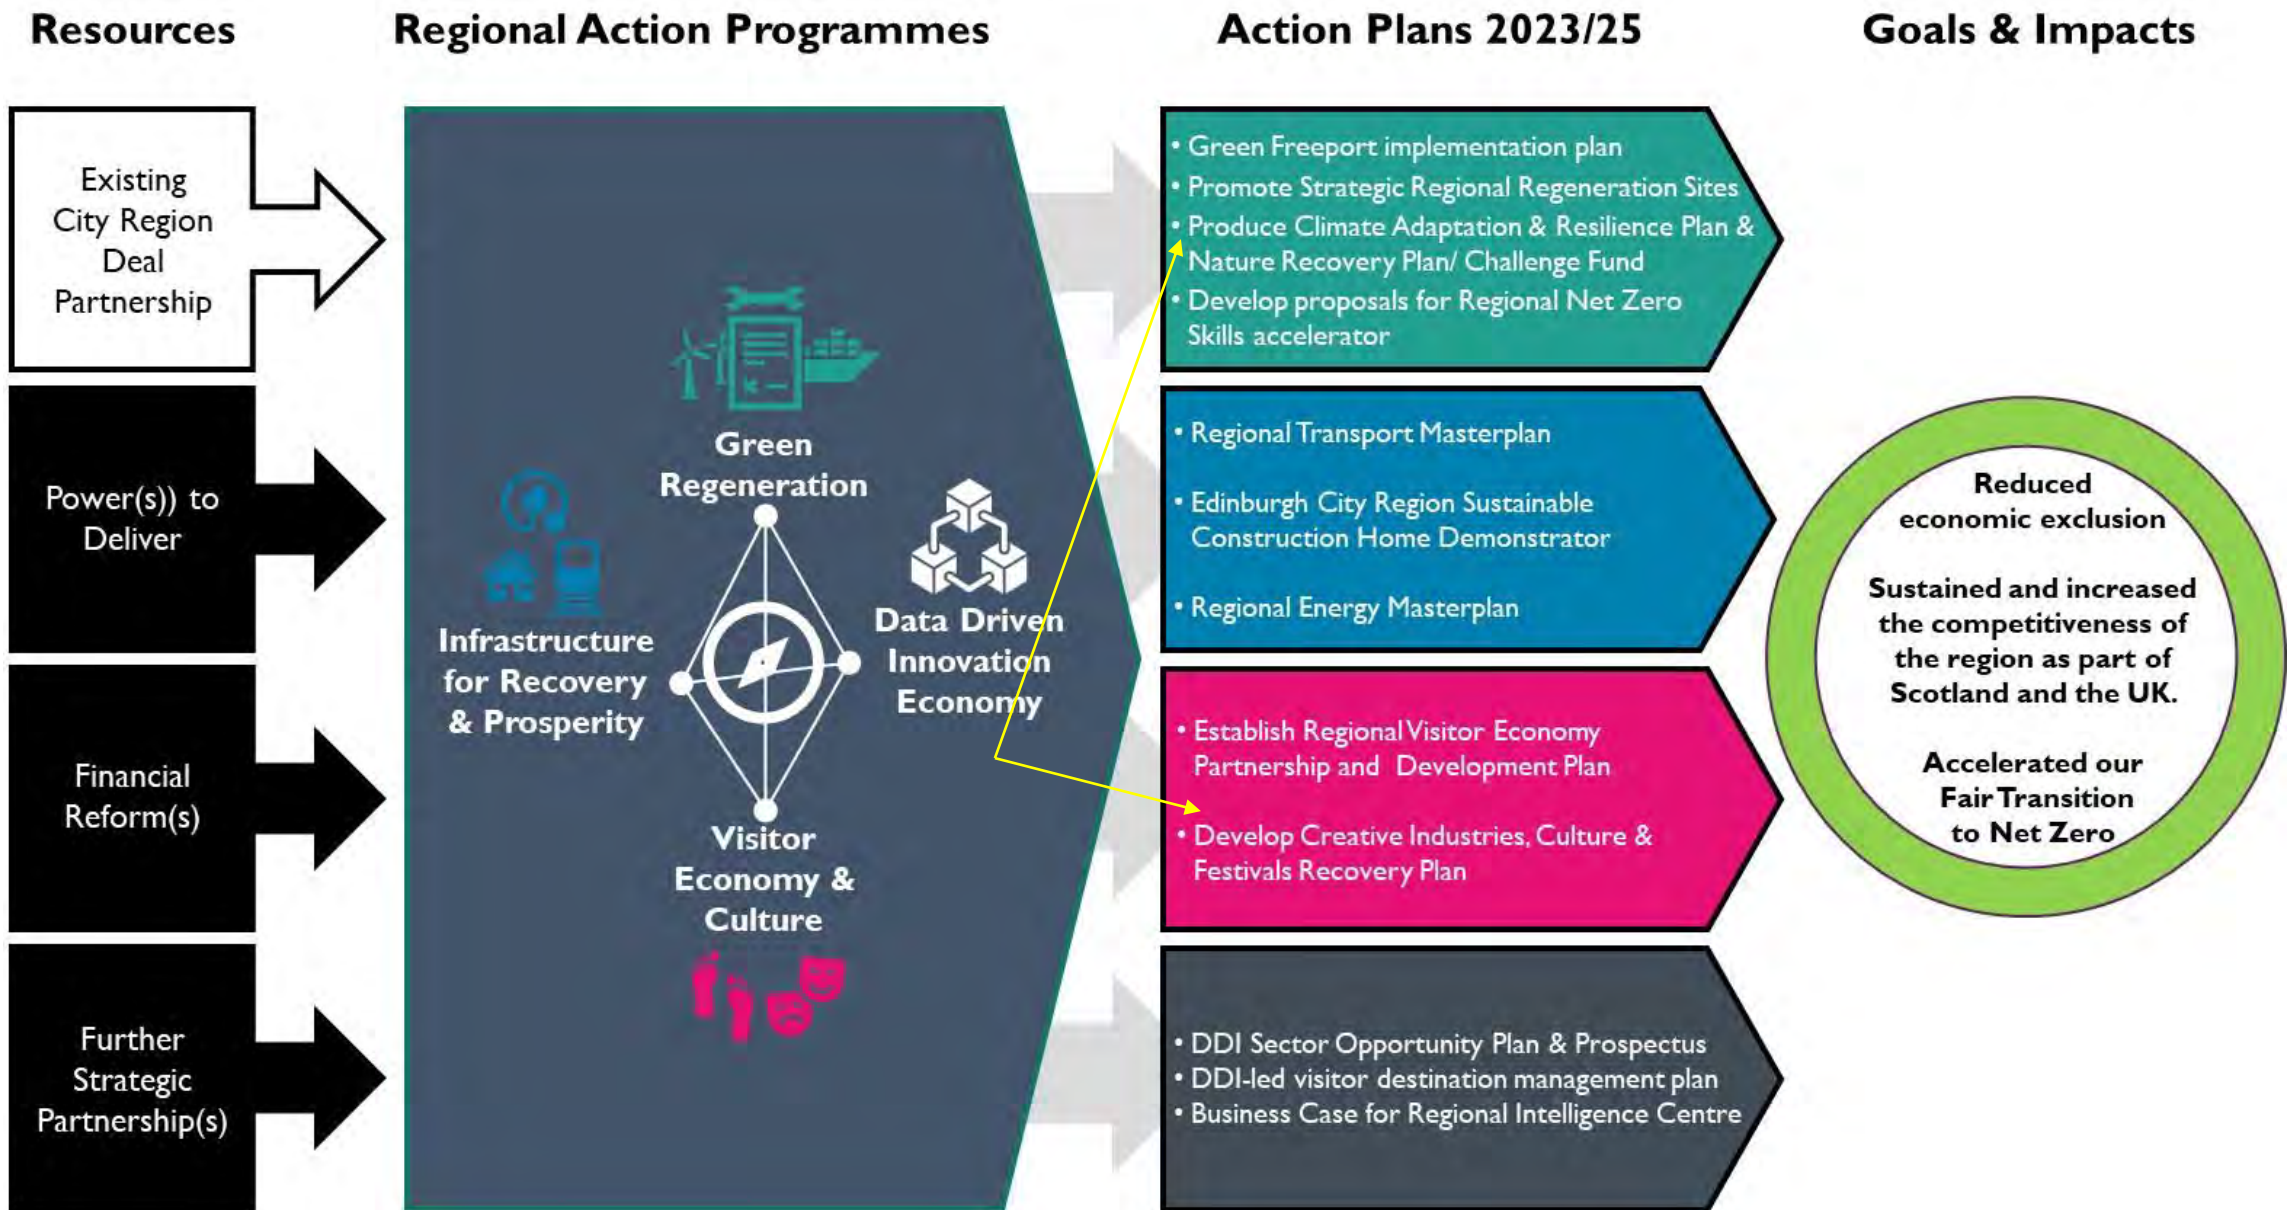 Resources
Regional Action Programmes
Action Plans 2023/25
Goals & Impacts
Existing
City Region
Deal
Partnership
Power(s)) to
Deliver
Financial
Reform(s)
Further
Strategic
Partnership(s)
Green
Regeneration
Infrastructure
for Recovery
& Prosperity
Data Driven
Innovation
Economy
Visitor
Economy &
Culture
• Green Freeport implementation plan
• Promote Strategic Regional Regeneration Sites
• Produce Climate Adaptation & Resilience Plan &
Nature Recovery Plan/ Challenge Fund
• Develop proposals for Regional Net Zero
Skills accelerator
• Regional Transport Masterplan
• Edinburgh City Region Sustainable
Construction Home Demonstrator
• Regional Energy Masterplan
• Establish Regional Visitor Economy
Partnership and Development Plan
• Develop Creative Industries, Culture &
Festivals Recovery Plan
• DDI Sector Opportunity Plan & Prospectus
• DDI-led visitor destination management plan
• Business Case for Regional Intelligence Centre
Reduced
economic exclusion
Sustained and increased
the competitiveness of
the region as part of
Scotland and the UK.
Accelerated our
Fair Transition
to Net Zero